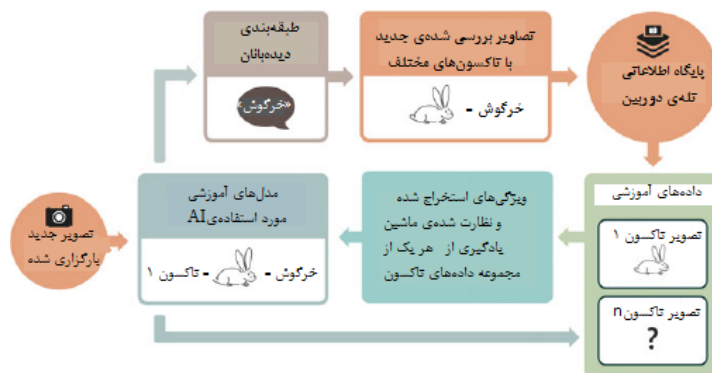 طبقه‌بندی
دیده‌بانان
«خرگوش»
تصاویر بررسی شده‌ی جدید
با تاکسون‌های مختلف
خرگوش -
پایگاه اطلاعاتی
تله‌ی دوربین
تصویر جدید
بارگزاری شده
مدل‌های آموزشی
مورد استفاده‌ی AI
خرگوش - - تاکسون ۱
ویژگی‌های استخراج شده
و نظارت شده‌ی ماشین
یادگیری از هر یک از
مجموعه داده‌های تاکسون
داده‌های آموزشی
تصویر تاکسون ۱
تصویر تاکسون n
?